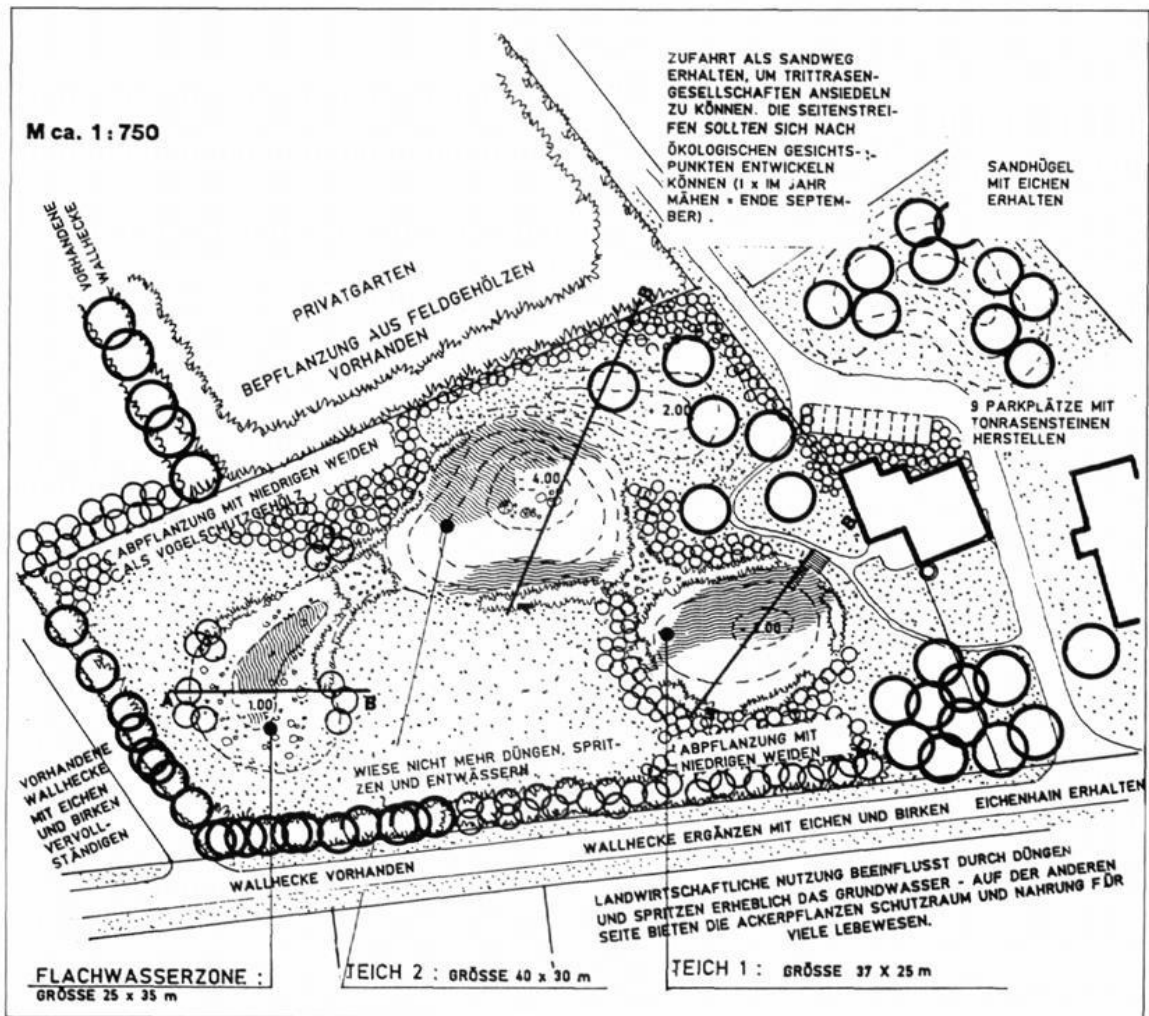 M ca. 1:750
ZUFAHRT ALS SANDWEG
ERHALTEN, UM TRITTRASEN-
GESELLSCHAFTEN ANSIEDELN
ZU KÖNNEN. DIE SEITENSTREI-
FEN SOLLTEN SICH NACH
ÖKOLOGISCHEN GESICHTS-
PUNKTEN ENTWICKELN
KÖNNEN (1 x IM JAHR
MÄHEN = ENDE SEPTEM-
BER).
SANDHÜGEL
MIT EICHEN
ERHALTEN
VORHANDENE
WALLHECKE
PRIVATGARTEN
BEPFLANZUNG AUS FELDGEHÖLZEN
VORHANDEN
B
- 2.00
9 PARKPLÄTZE MIT
TONRASENSTEINEN
HERSTELLEN
ABPFLANZUNG MIT NIEDRIGEN WEIDEN
ALS VOGELSCHUTZGEHÖLZ
- 4.00
B
A
B
1.00
VORHANDENE
WALLHECKE
MIT EICHEN
UND BIRKEN
VERVOLL-
STÄNDIGEN
WIESE NICHT MEHR DÜNGEN, SPRIT-
ZEN UND ENTWÄSSERN
ABPFLANZUNG MIT
NIEDRIGEN WEIDEN
WALLHECKE VORHANDEN
WALLHECKE ERGÄNZEN MIT EICHEN UND BIRKEN
EICHENHAIN ERHALTEN
LANDWIRTSCHAFTLICHE NUTZUNG BEEINFLUSST DURCH DÜNGEN
UND SPRITZEN ERHEBLICH DAS GRUNDWASSER - AUF DER ANDEREN
SEITE BIETEN DIE ACKERPFLANZEN SCHUTZRAUM UND NAHRUNG FÜR
VIELE LEBEWESEN.
FLACHWASSERZONE :
GRÖSSE 25 x 35 m
TEICH 2 : GRÖSSE 40 x 30 m
TEICH 1 : GRÖSSE 37 X 25 m